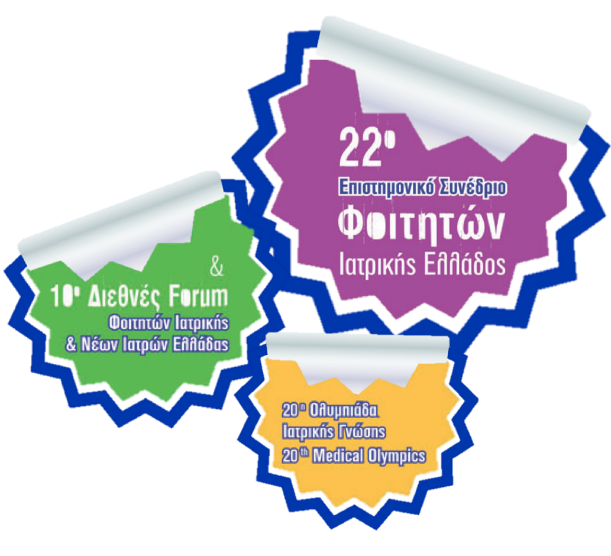 22ο
Επιστημονικό Συνέδριο
Φοιτητών
Ιατρικής Ελλάδος
&
10ο Διεθνές Forum
Φοιτητών Ιατρικής
& Νέων Ιατρών Ελλάδας
20η Ολυμπιάδα
Ιατρικής Γνώσης
20th Medical Olympics